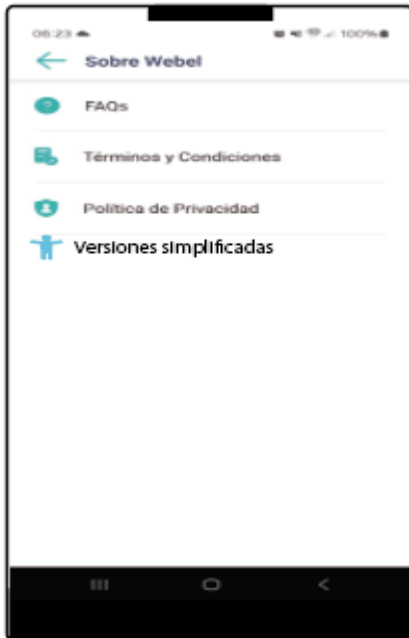 06:23 100%
Sobre Webel
FAQs
Términos y Condiciones
Política de Privacidad
Versiones simplificadas